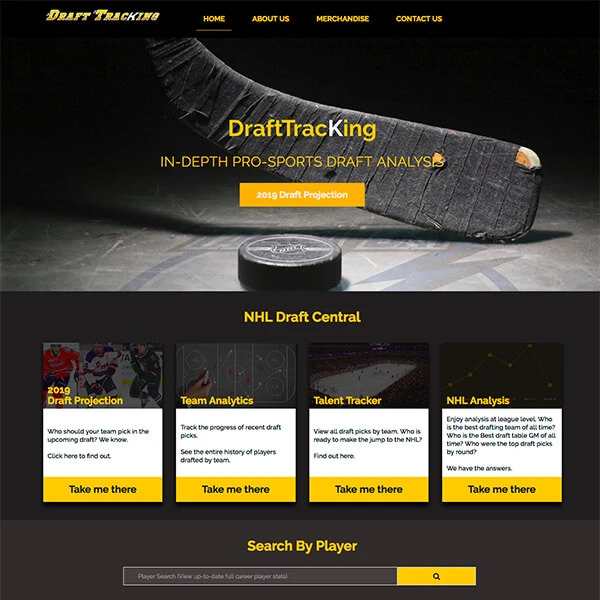 DRAFT TRACKING
HOME ABOUT US MERCHANDISE CONTACT US
DraftTracKing
IN-DEPTH PRO-SPORTS DRAFT ANALYSIS
2019 Draft Projection
NHL Draft Central
2019
Draft Projection
Who should your team pick in the
upcoming draft? We know.
Click here to find out.
Take me there
Team Analytics
Track the progress of recent draft
picks.
See the entire history of players
drafted by team.
Take me there
Talent Tracker
View all draft picks by team. Who is
ready to make the jump to the NHL?
Find out here.
Take me there
NHL Analysis
Enjoy analysis at league level. Who
is the best drafting team of all time?
Who is the Best draft table GM of all
time? Who were the top draft picks
by round?
We have the answers.
Take me there
Search By Player
Player Search (View up-to-date full career player stats)